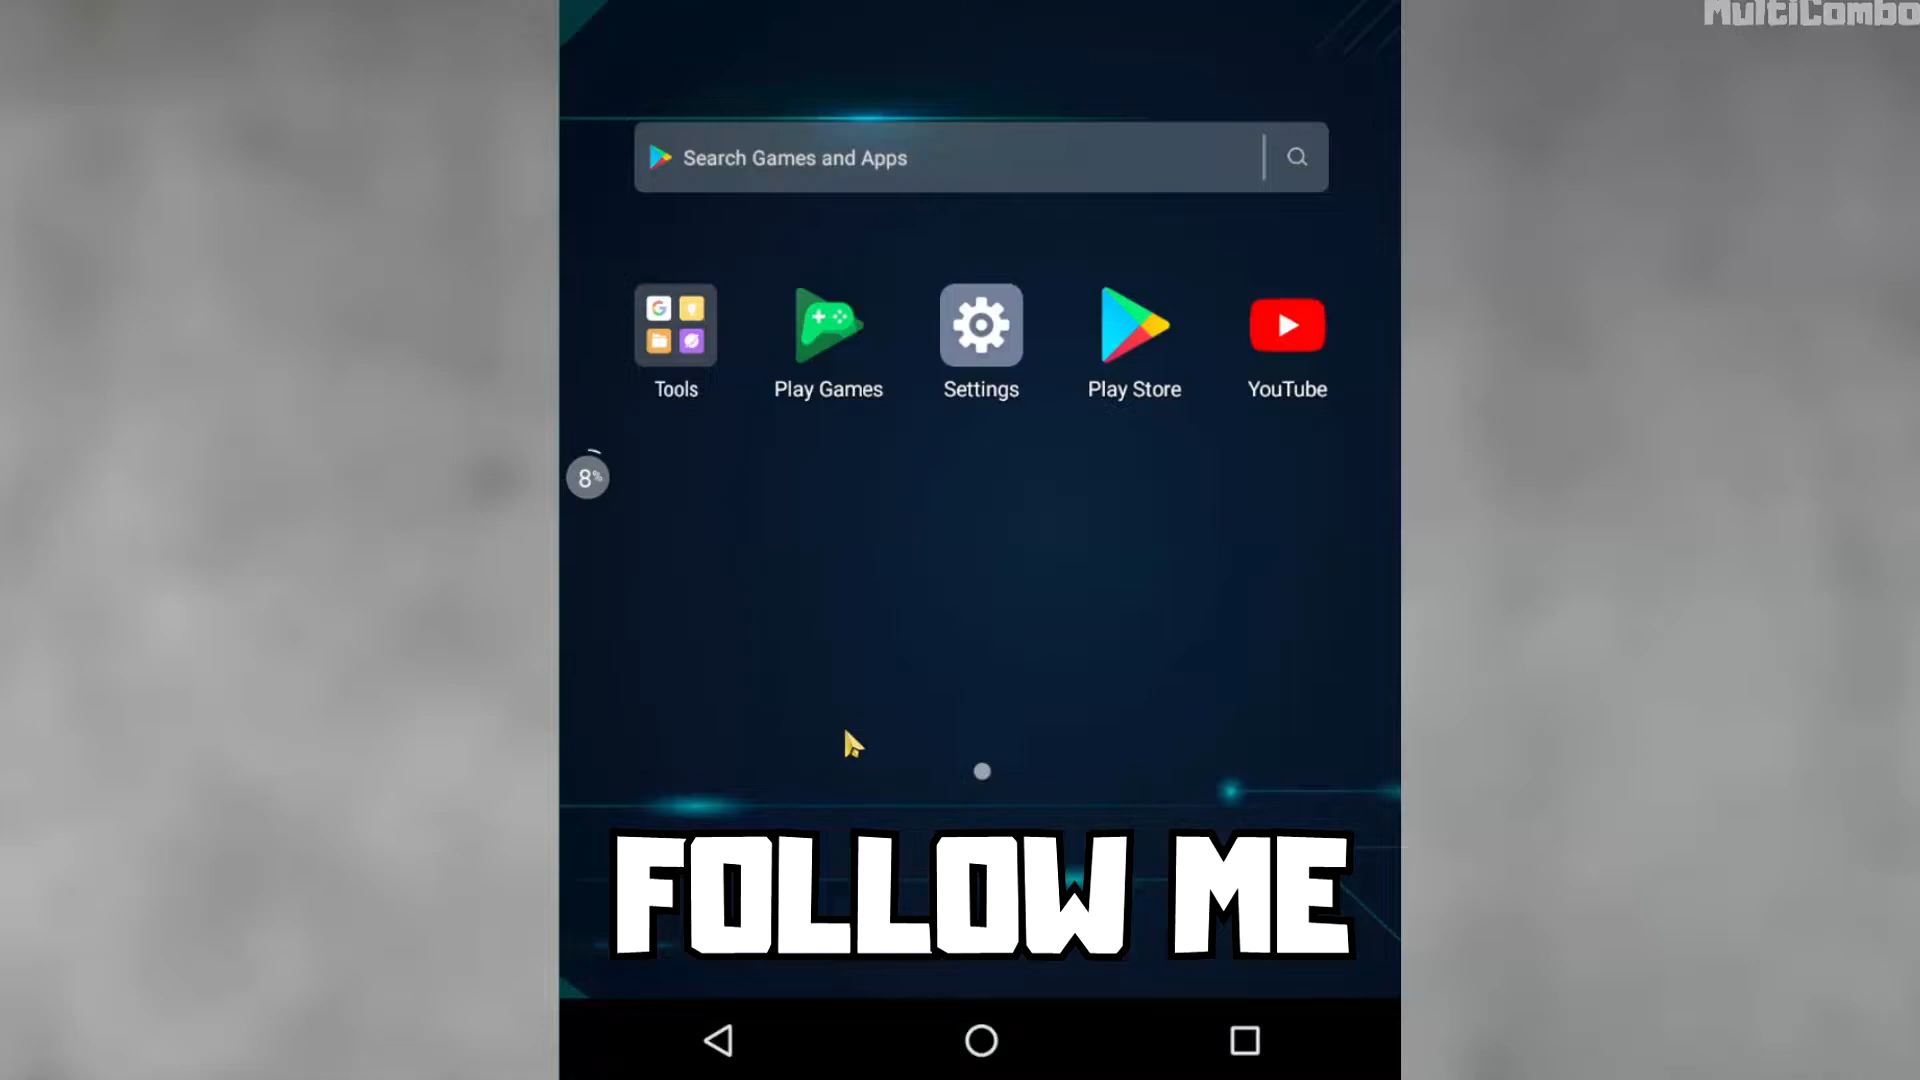 MultiCombo
Search Games and Apps
Tools
Play Games
Settings
Play Store
YouTube
8%
FOLLOW ME